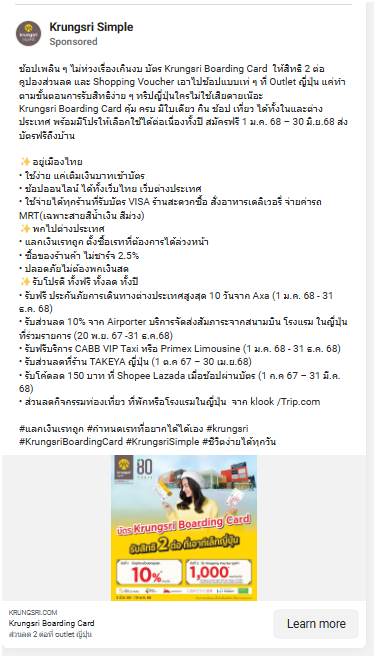 Krungsri Simple
Sponsored
ช้อปเพลิน ๆ ไม่ห่วงเรื่องเกินงบ บัตร Krungsri Boarding Card ให้สิทธิ 2 ต่อ
คูปองส่วนลด และ Shopping Voucher เอาไปช้อปแบบเท่ ๆ ที่ Outlet ญี่ปุ่น แค่ทำ
ตามขั้นตอนการรับสิทธิง่าย ๆ ทริปญี่ปุ่นใครไม่ใช้เสียดายเน้อะ
Krungsri Boarding Card คุ้ม ครบ มีใบเดียว กิน ช้อป เที่ยว ได้ทั้งในและต่าง
ประเทศ พร้อมมีโปรให้เลือกใช้ได้ต่อเนื่องทั้งปี สมัครฟรี 1 ม.ค. 68 – 30 มิ.ย.68 ส่ง
บัตรฟรีถึงบ้าน
✨ อยู่เมืองไทย
• ใช้ง่าย แค่เติมเงินเข้าบัตร
• ช้อปออนไลน์ ได้ทั้งเว็บไทย เว็บต่างประเทศ
• ใช้จ่ายได้ทุกร้านที่รับบัตร VISA ร้านสะดวกซื้อ สั่งอาหารเดลิเวอรี่ จ่ายค่ารถ
MRT(เฉพาะสายสีน้ำเงิน สีม่วง)
✨ พกไปต่างประเทศ
• แลกเงินเรทถูก ตั้งซื้อเรทที่ต้องการได้ล่วงหน้า
• ซื้อของร้านค้า ไม่ชาร์จ 2.5%
• ปลอดภัยไม่ต้องพกเงินสด
✨ รับโปรดี ทั้งฟรี ทั้งลด ทั้งปี
• รับฟรี ประกันภัยการเดินทางต่างประเทศสูงสุด 10 วันจาก Axa (1 ม.ค. 68 - 31
ธ.ค. 68)
• รับส่วนลด 10% จาก Airporter บริการจัดส่งสัมภาระจากสนามบิน โรงแรม ในญี่ปุ่น
ที่ร่วมรายการ (20 พ.ย. 67 -31 ธ.ค.68)
• รับฟรีบริการ CABB VIP Taxi หรือ Primex Limousine (1 ม.ค. 68 - 31 ธ.ค. 68)
• รับส่วนลดที่ร้าน TAKEYA ญี่ปุ่น (1 ต.ค 67 – 30 เม.ย.68)
• รับโค้ดลด 150 บาท ที่ Shopee Lazada เมื่อช้อปผ่านบัตร (1 ก.ค 67 – 31 มี.ค.
68)
• ส่วนลดกิจกรรมท่องเที่ยว ที่พักหรือโรงแรมในญี่ปุ่น จาก klook /Trip.com
#แลกเงินเรทถูก #กำหนดเรทที่อยากได้ได้เอง #krungsri
#KrungsriBoardingCard #KrungsriSimple #ชีวิตง่ายได้ทุกวัน
krungsri
80
บัตร Krungsri Boarding Card
รับสิทธิ 2 ต่อ ที่เอาท์เล็ทญี่ปุ่น
10%
1,000
KRUNGSRI.COM
Krungsri Boarding Card
ส่วนลด 2 ต่อที่ outlet ญี่ปุ่น
Learn more